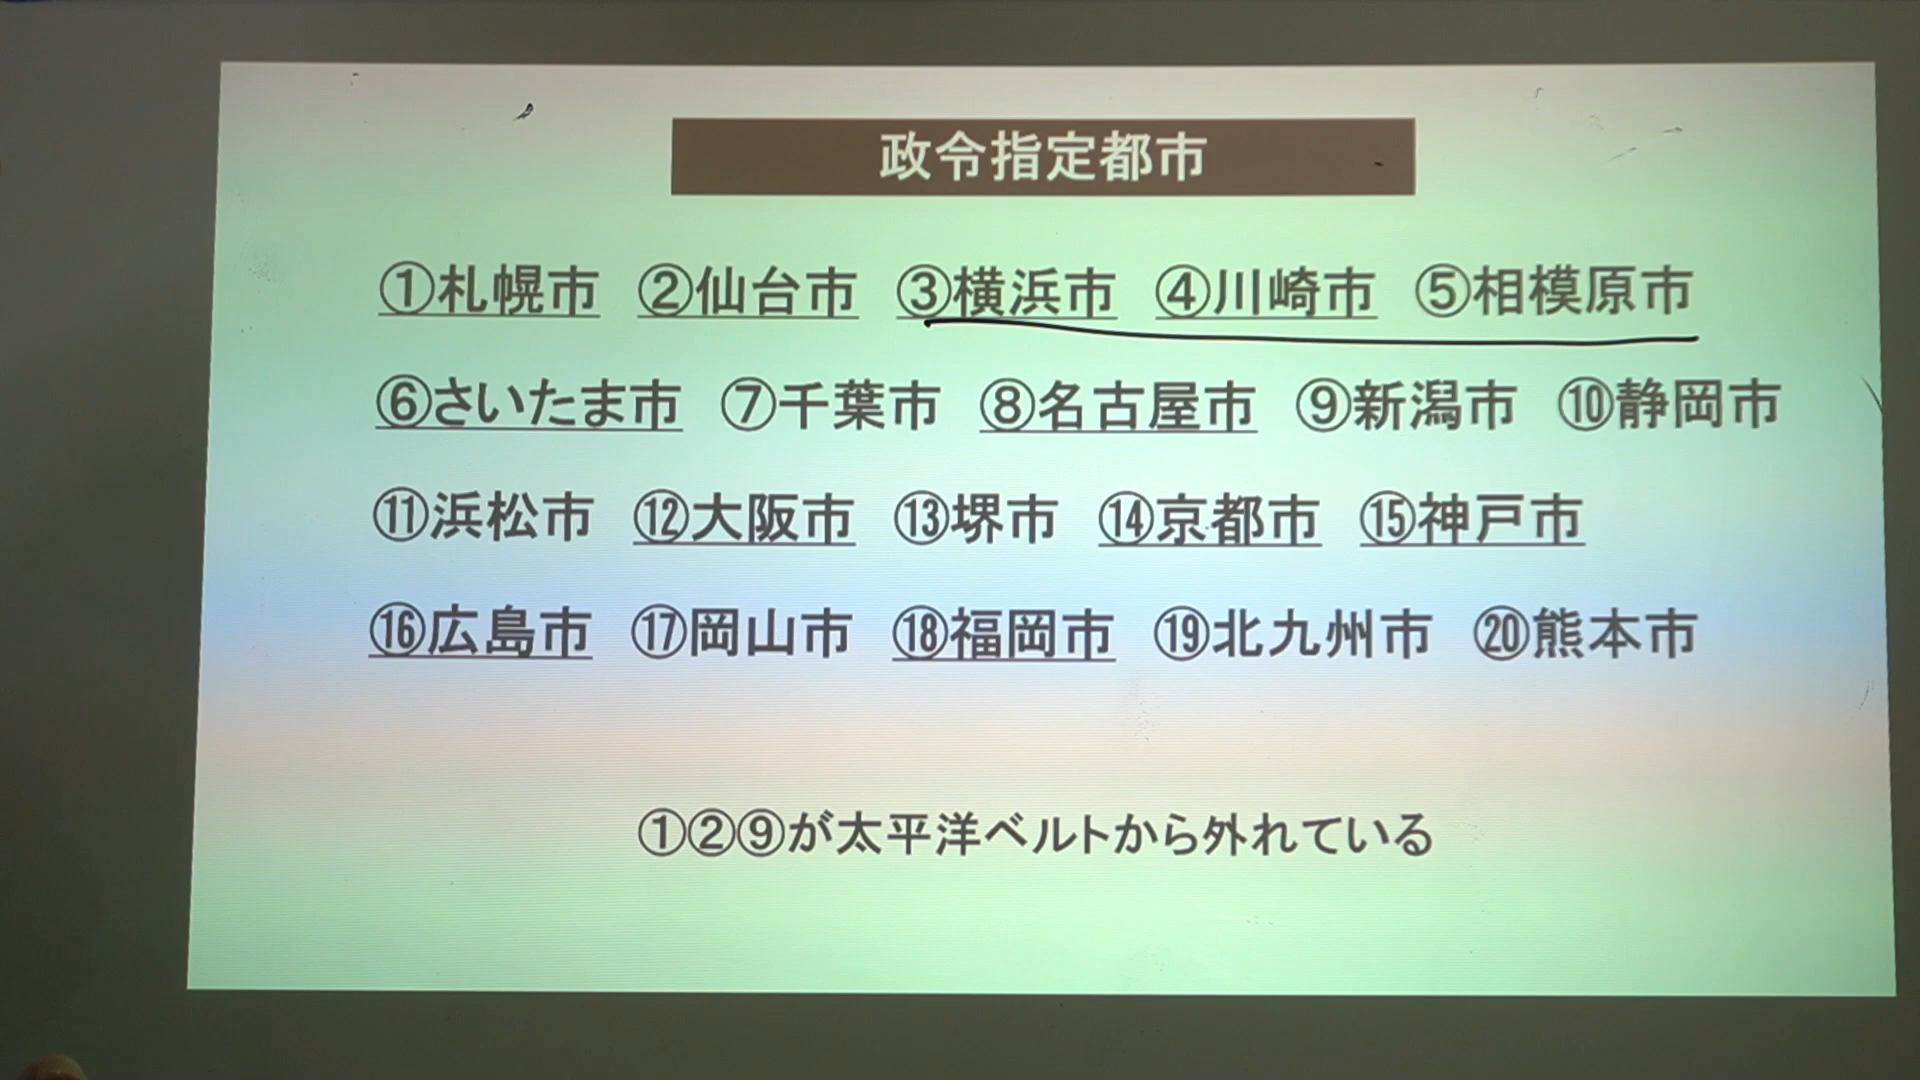 政令指定都市
①札幌市 ②仙台市 ③横浜市 ④川崎市 ⑤相模原市
⑥さいたま市 ⑦千葉市 ⑧名古屋市 ⑨新潟市 ⑩静岡市
⑪浜松市 ⑫大阪市 ⑬堺市 ⑭京都市 ⑮神戸市
⑯広島市 ⑰岡山市 ⑱福岡市 ⑲北九州市 ⑳熊本市
①②⑨が太平洋ベルトから外れている